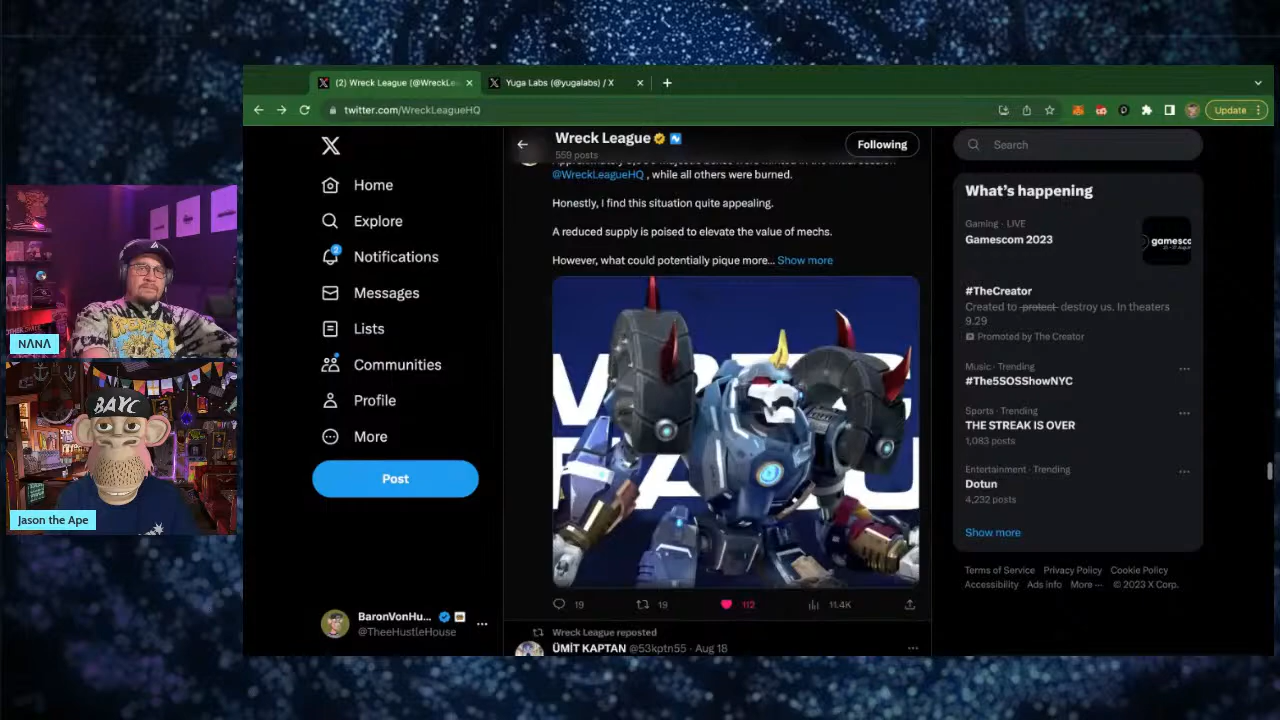 (2) Wreck League (@WreckLe
Yuga Labs (@yugalabs) / X
twitter.com/WreckLeagueHQ
Update
Wreck League
559 posts
Following
Search
Home
Explore
2
Notifications
Messages
Lists
Communities
Profile
More
Post
BaronVonHu...
@TheeHustleHouse
@WreckLeagueHQ , while all others were burned.
Honestly, I find this situation quite appealing.
A reduced supply is poised to elevate the value of mechs.
However, what could potentially pique more... Show more
19
19
112
11.4K
Wreck League reposted
ÜMİT KAPTAN @53kptn55 · Aug 18
What's happening
Gaming · LIVE
Gamescom 2023
gamesco
#TheCreator
Created to protect destroy us. In theaters
9.29
Promoted by The Creator
Music · Trending
#The5SOSShowNYC
Sports · Trending
THE STREAK IS OVER
1,083 posts
Entertainment · Trending
Dotun
4,232 posts
Show more
Terms of Service Privacy Policy Cookie Policy
Accessibility Ads info More ··· © 2023 X Corp.
NΛNΛ
BAYC
Jason the Ape